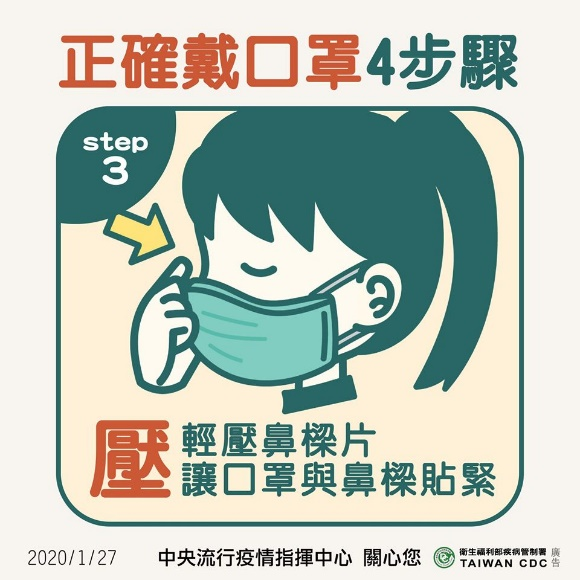 正確戴口罩4步驟
step
3
壓
輕壓鼻樑片
讓口罩與鼻樑貼緊
2020/1/27
中央流行疫情指揮中心 關心您
衛生福利部疾病管制署
TAIWAN CDC
廣告